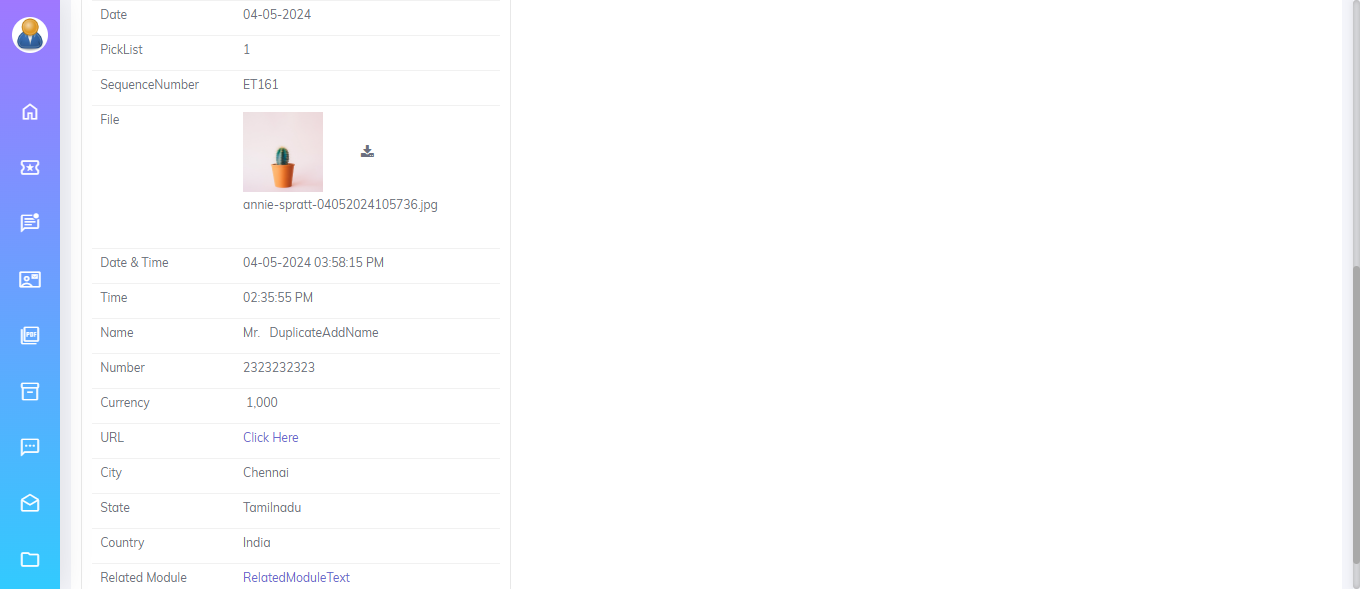 Date 04-05-2024
PickList 1
SequenceNumber ET161
File
annie-spratt-04052024105736.jpg
Date & Time 04-05-2024 03:58:15 PM
Time 02:35:55 PM
Name Mr. DuplicateAddName
Number 2323232323
Currency 1,000
URL Click Here
City Chennai
State Tamilnadu
Country India
Related Module RelatedModuleText
PDF